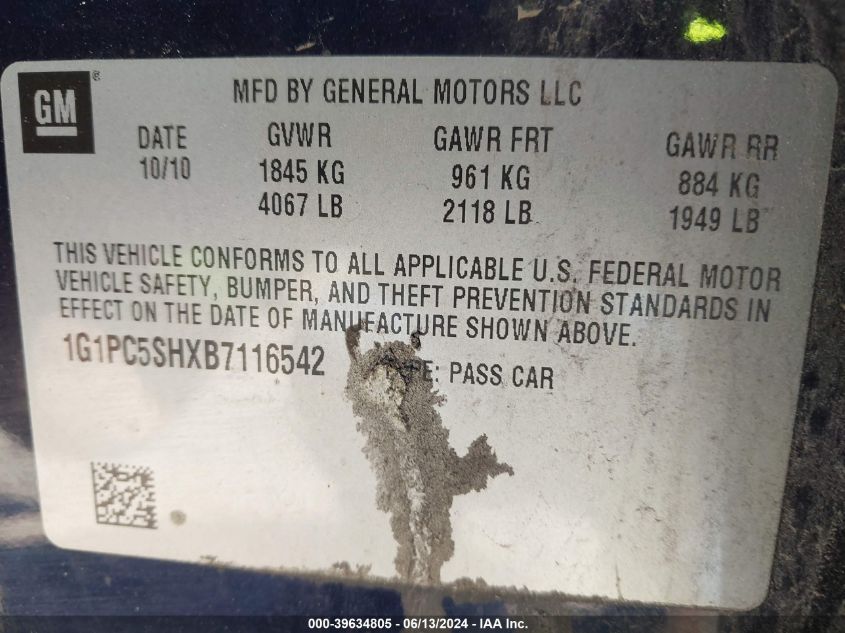 GM ®
MFD BY GENERAL MOTORS LLC
DATE GVWR GAWR FRT GAWR RR
10/10 1845 KG 961 KG 884 KG
4067 LB 2118 LB 1949 LB
THIS VEHICLE CONFORMS TO ALL APPLICABLE U.S. FEDERAL MOTOR
VEHICLE SAFETY, BUMPER, AND THEFT PREVENTION STANDARDS IN
EFFECT ON THE DATE OF MANUFACTURE SHOWN ABOVE.
1G1PC5SHXB7116542 TYPE: PASS CAR
000-39634805 - 06/13/2024 - IAA Inc.